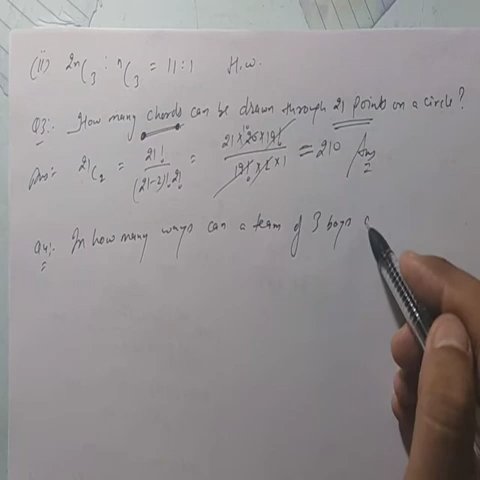 (ii) 2nC3 : nC3 = 11:1 H.W.
Q3:- How many chords can be drawn through 21 points on a circle?
Ans:- 21C2 = 21! / (21-2)! 2! = 21×20×19! / 19!×2×1 = 210 Ans
10
Q4:- In how many ways can a team of 3 boys a